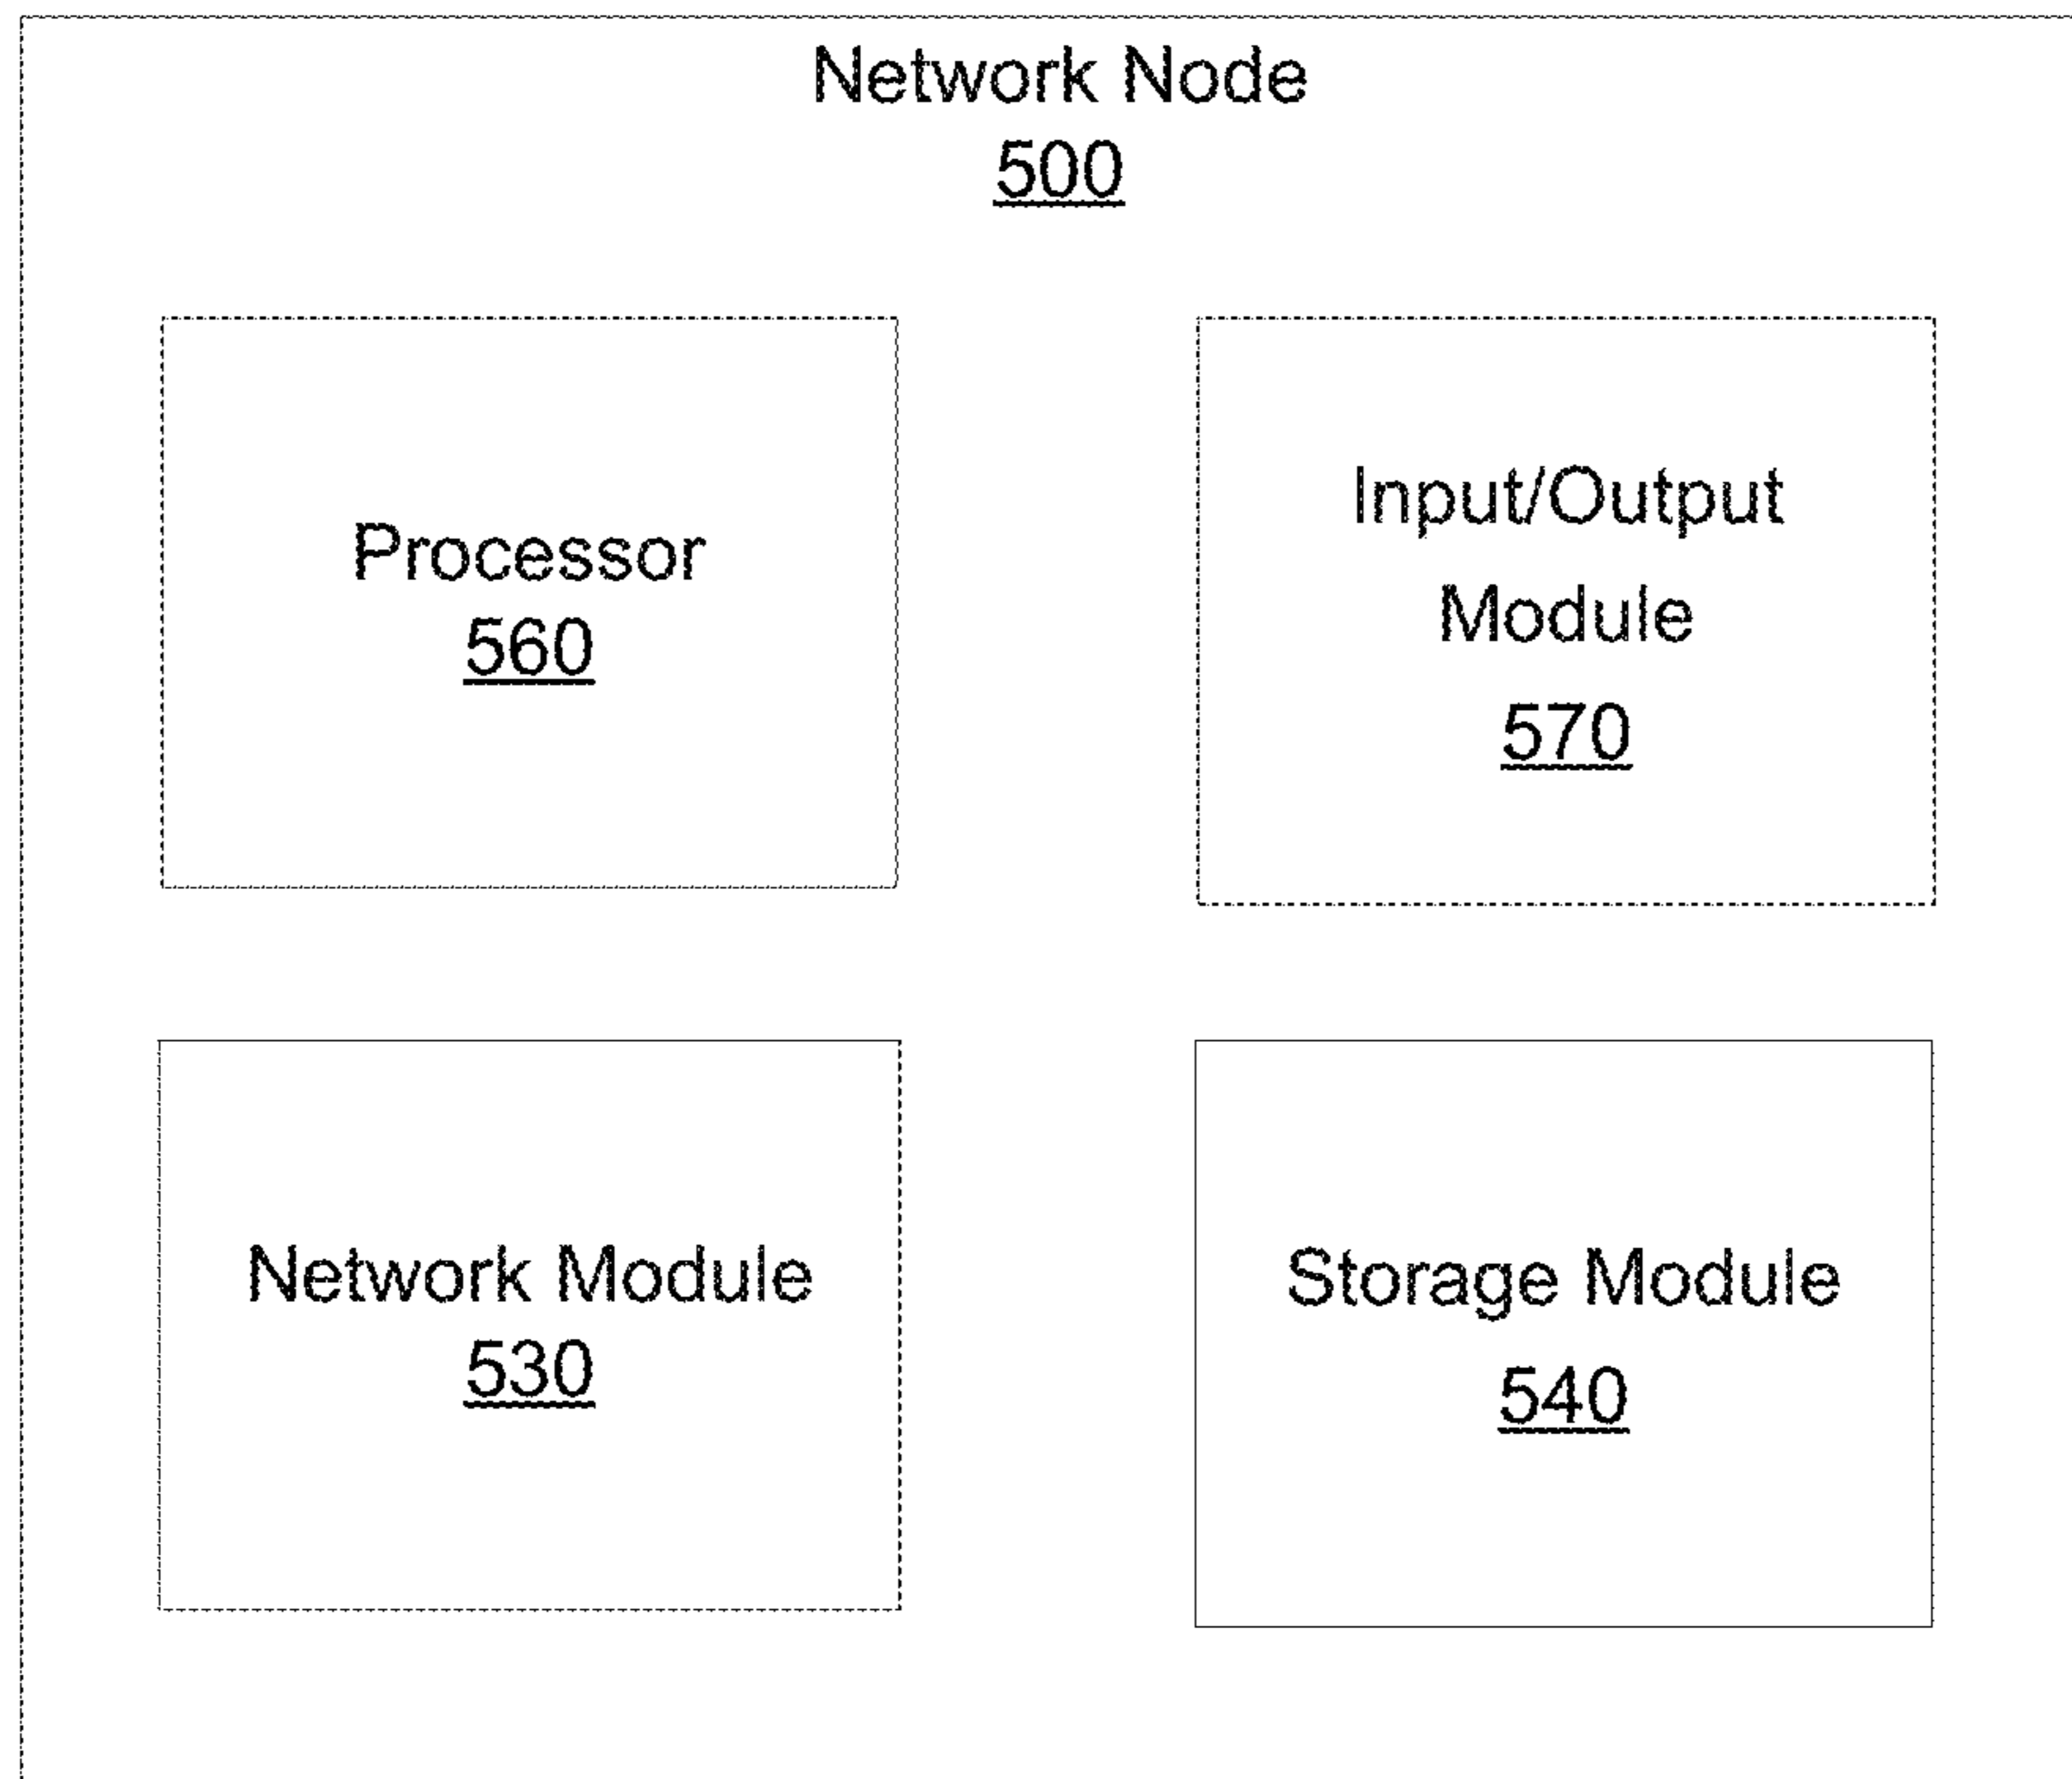 Network Node
500
Processor
560
Input/Output
Module
570
Network Module
530
Storage Module
540